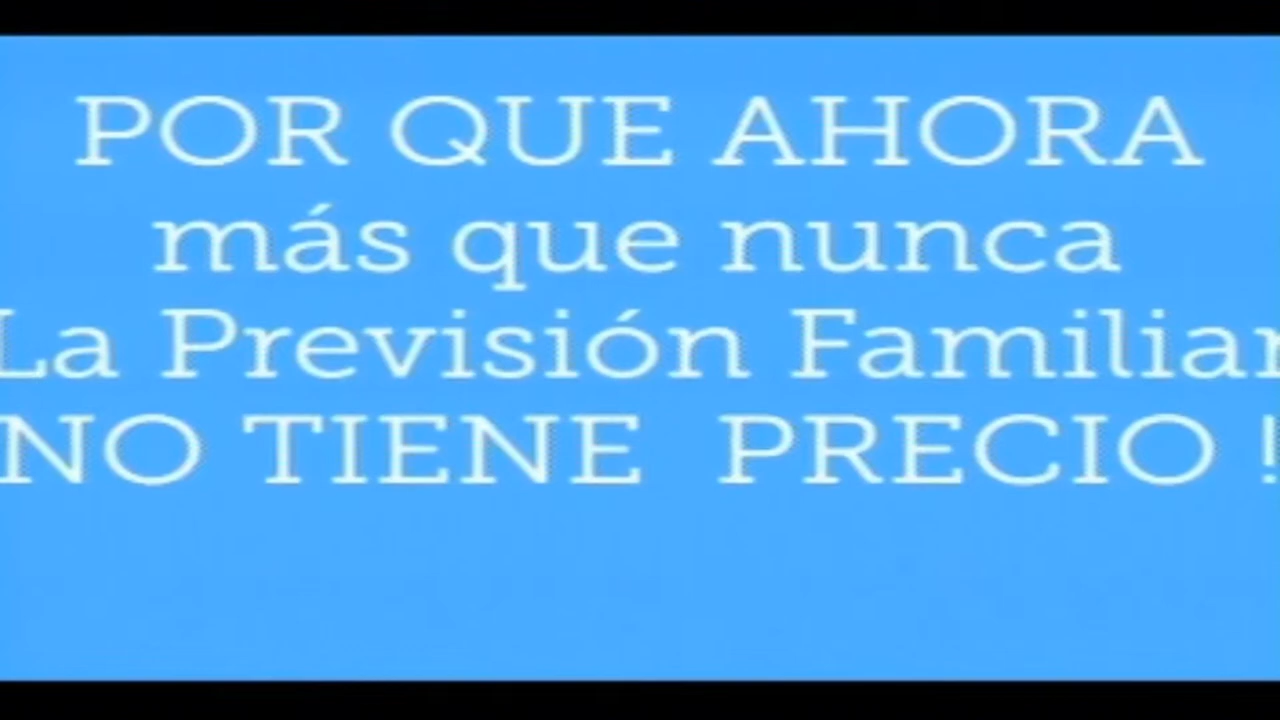 POR QUE AHORA
más que nunca
La Previsión Familiar
NO TIENE PRECIO !